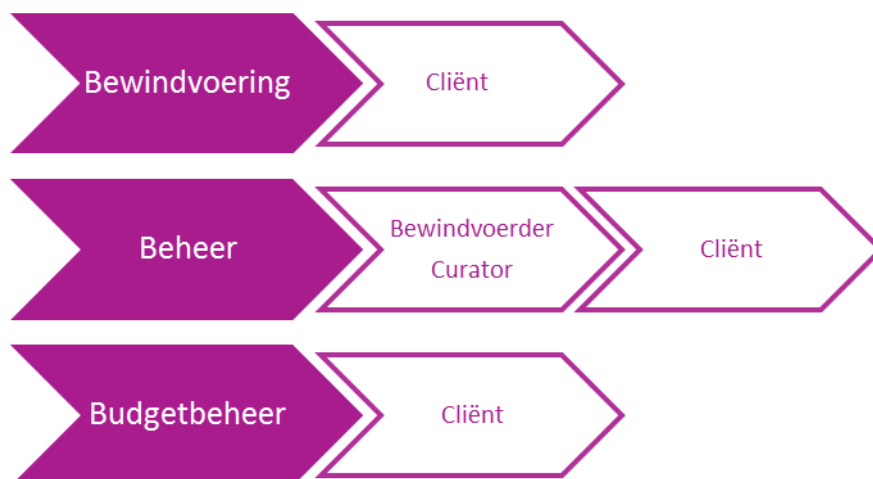 Bewindvoering
Cliënt
Beheer
Bewindvoerder
Curator
Cliënt
Budgetbeheer
Cliënt